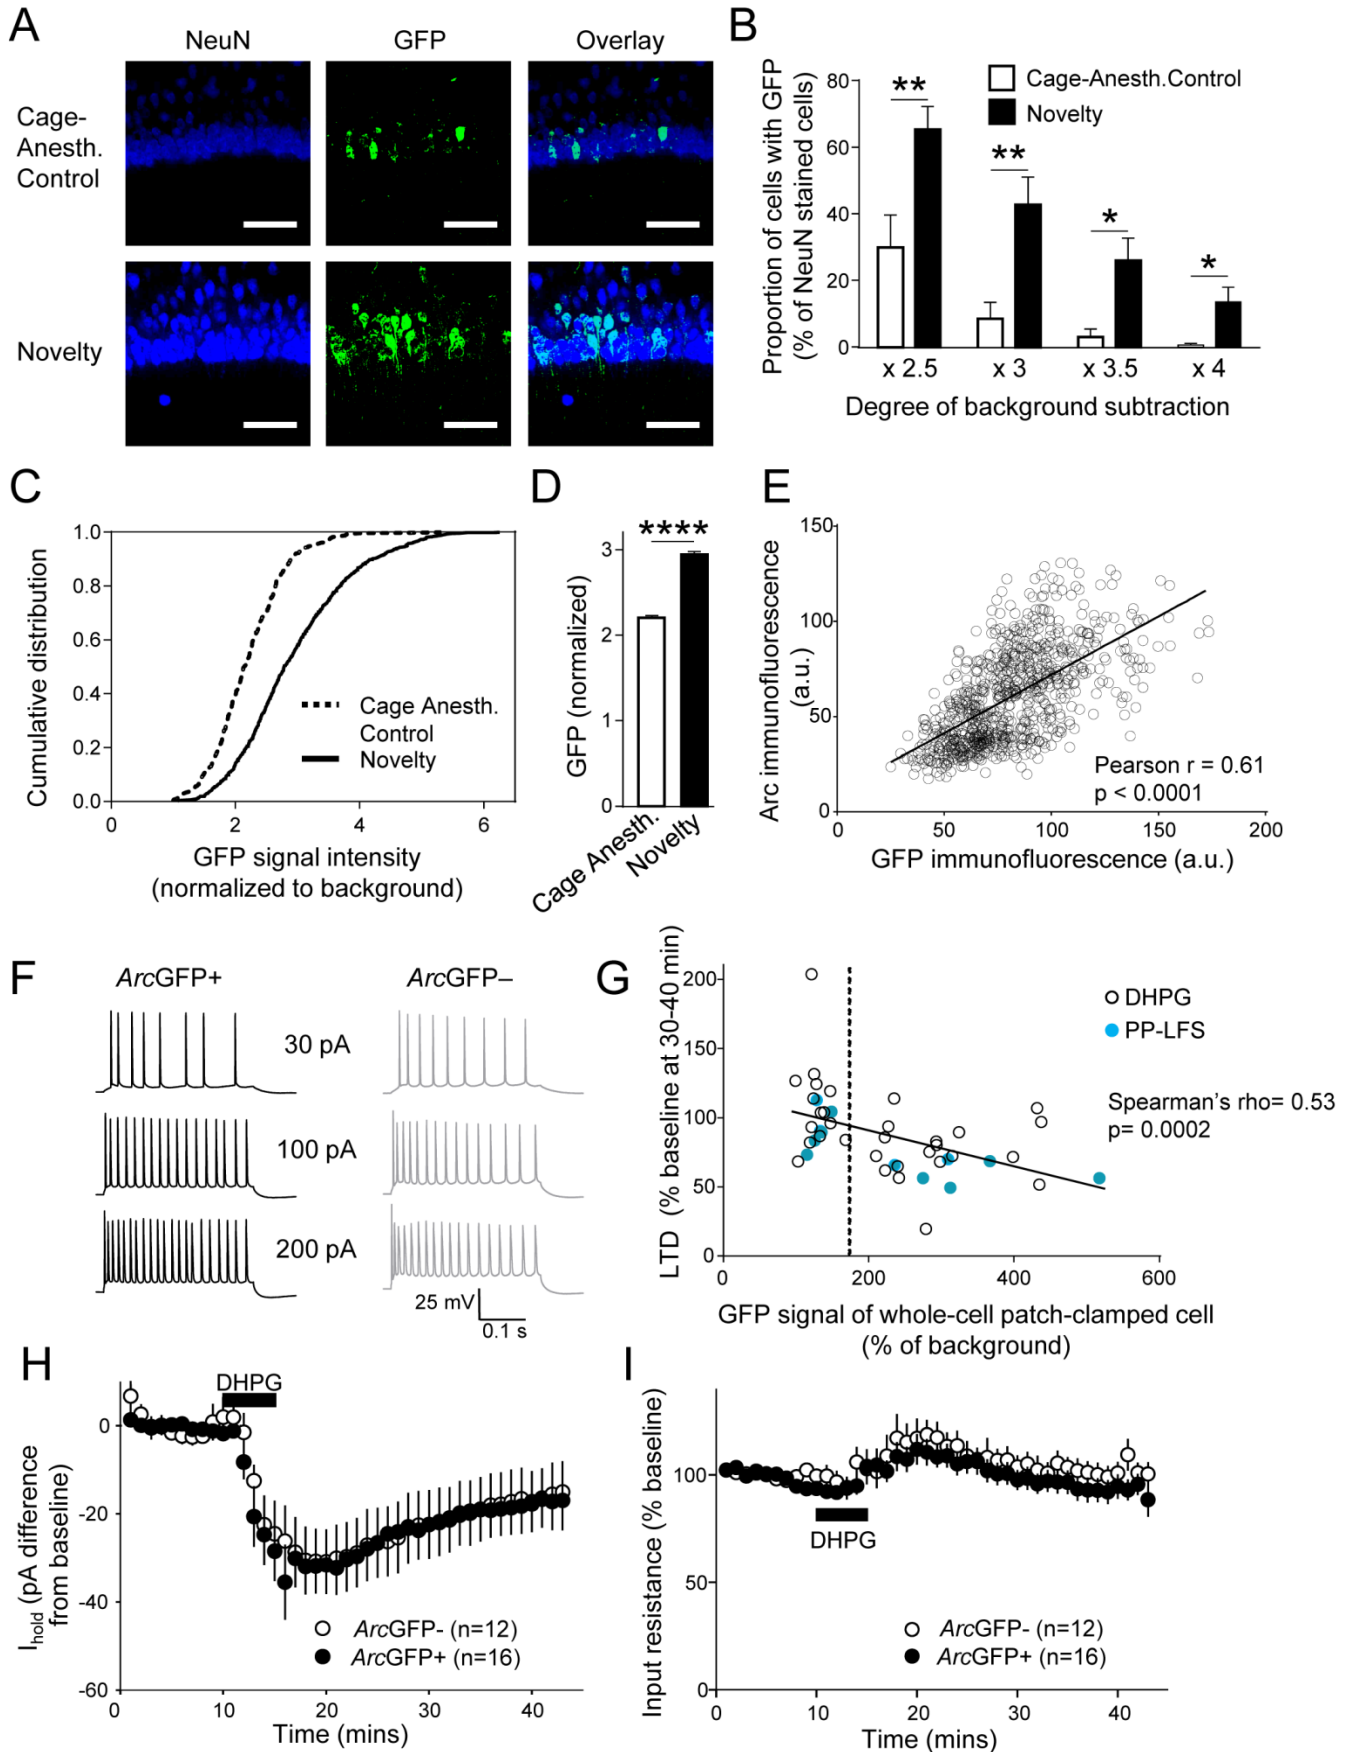 A
NeuN
GFP
Overlay
Cage-
Anesth.
Control
Novelty
B
Proportion of cells with GFP
(% of NeuN stained cells)
80
60
40
20
0
**
**
*
*
Cage-Anesth.Control
Novelty
x 2.5
x 3
x 3.5
x 4
Degree of background subtraction
C
Cumulative distribution
1.0
0.8
0.6
0.4
0.2
0.0
Cage Anesth.
Control
Novelty
0
2
4
6
GFP signal intensity
(normalized to background)
D
****
GFP (normalized)
3
2
1
0
Cage Anesth.
Novelty
E
Arc immunofluorescence
(a.u.)
150
100
50
0
Pearson r = 0.61
p < 0.0001
0
50
100
150
200
GFP immunofluorescence (a.u.)
F
ArcGFP+
ArcGFP–
30 pA
100 pA
200 pA
25 mV
0.1 s
G
LTD (% baseline at 30-40 min)
200
150
100
50
0
DHPG
PP-LFS
Spearman's rho= 0.53
p= 0.0002
0
200
400
600
GFP signal of whole-cell patch-clamped cell
(% of background)
H
DHPG
Ihold (pA difference
from baseline)
0
-20
-40
-60
ArcGFP- (n=12)
ArcGFP+ (n=16)
0
10
20
30
40
Time (mins)
I
Input resistance (% baseline)
100
50
0
DHPG
ArcGFP- (n=12)
ArcGFP+ (n=16)
0
10
20
30
40
Time (mins)